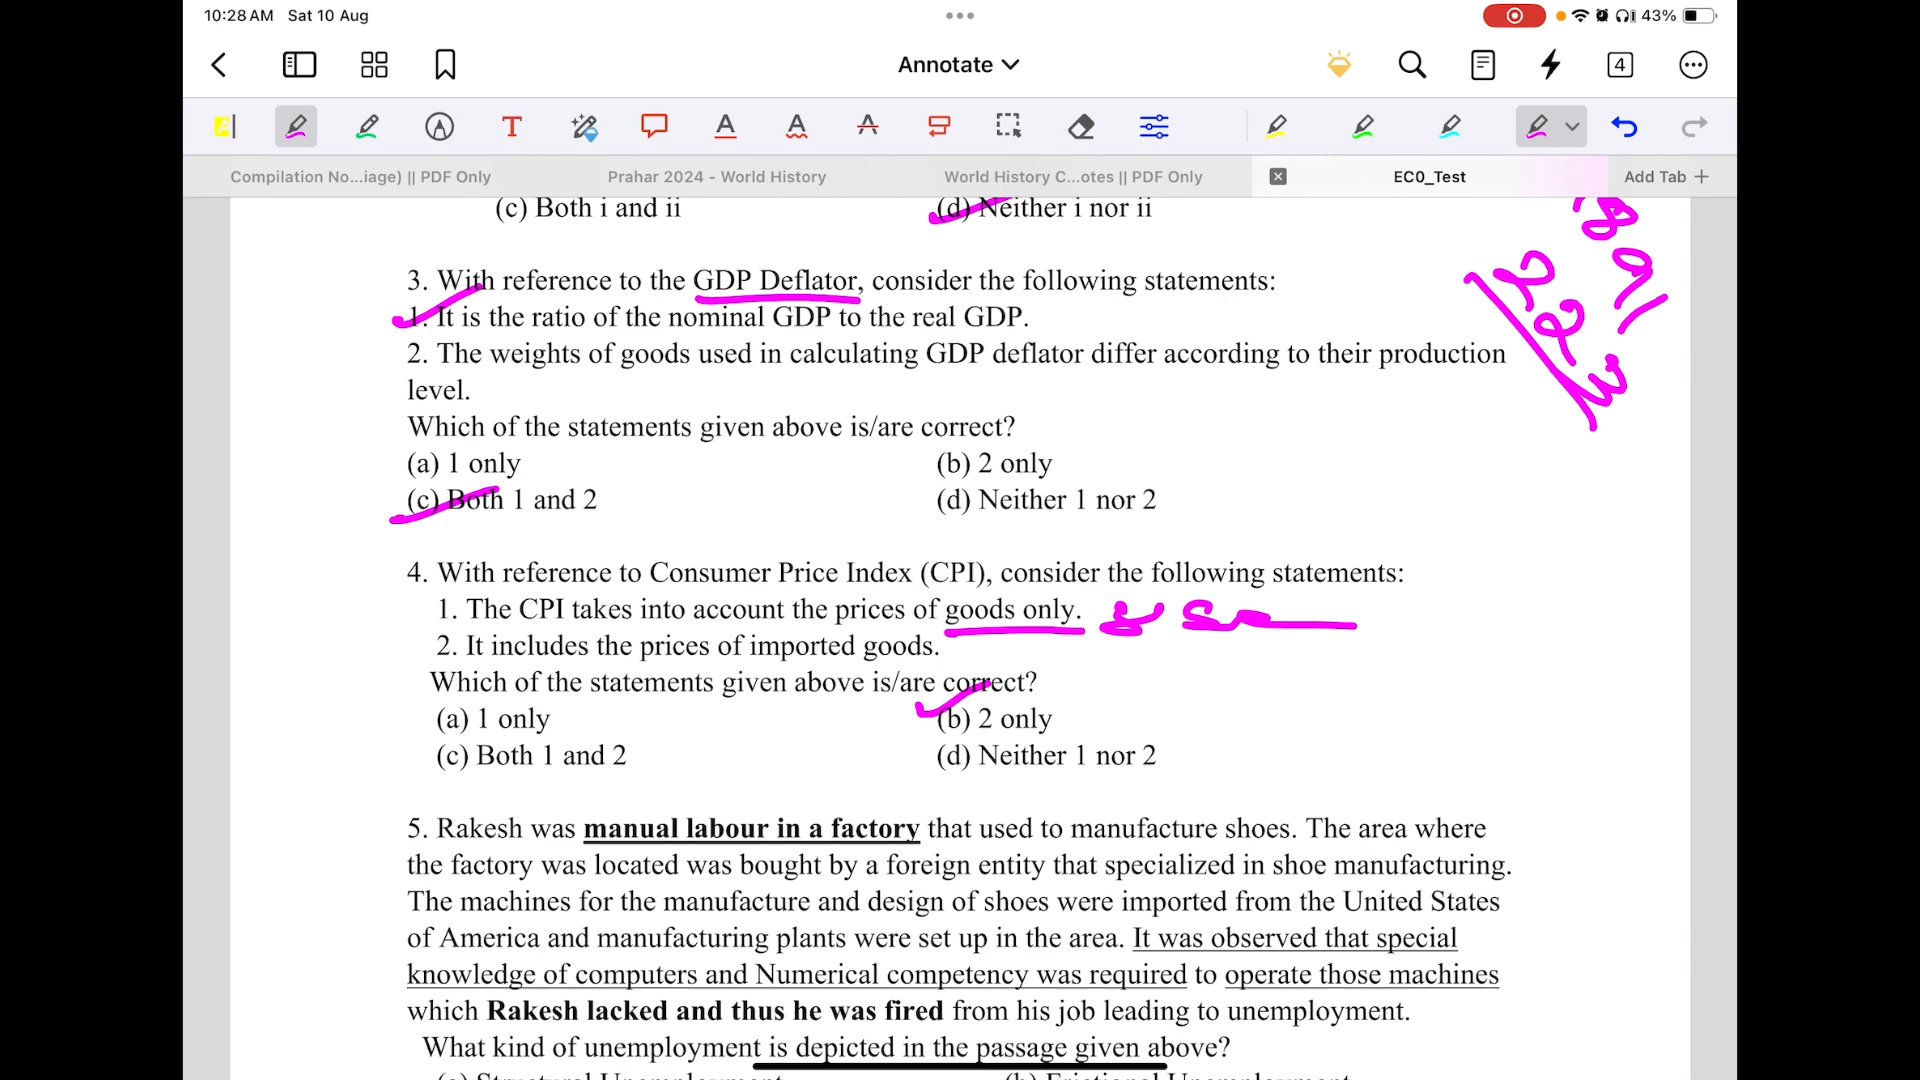 10:28 AM Sat 10 Aug
43%
Annotate
4
T
A
A
A
A
Compilation No...iage) || PDF Only
Prahar 2024 - World History
World History C...otes || PDF Only
EC0_Test
Add Tab +
(c) Both i and ii
(d) Neither i nor ii
3. With reference to the GDP Deflator, consider the following statements:
1. It is the ratio of the nominal GDP to the real GDP.
2. The weights of goods used in calculating GDP deflator differ according to their production
level.
Which of the statements given above is/are correct?
(a) 1 only
(b) 2 only
(c) Both 1 and 2
(d) Neither 1 nor 2
4. With reference to Consumer Price Index (CPI), consider the following statements:
1. The CPI takes into account the prices of goods only.
2. It includes the prices of imported goods.
Which of the statements given above is/are correct?
(a) 1 only
(b) 2 only
(c) Both 1 and 2
(d) Neither 1 nor 2
5. Rakesh was manual labour in a factory that used to manufacture shoes. The area where
the factory was located was bought by a foreign entity that specialized in shoe manufacturing.
The machines for the manufacture and design of shoes were imported from the United States
of America and manufacturing plants were set up in the area. It was observed that special
knowledge of computers and Numerical competency was required to operate those machines
which Rakesh lacked and thus he was fired from his job leading to unemployment.
What kind of unemployment is depicted in the passage given above?
(a) Structural Unemployment
(b) Frictional Unemployment